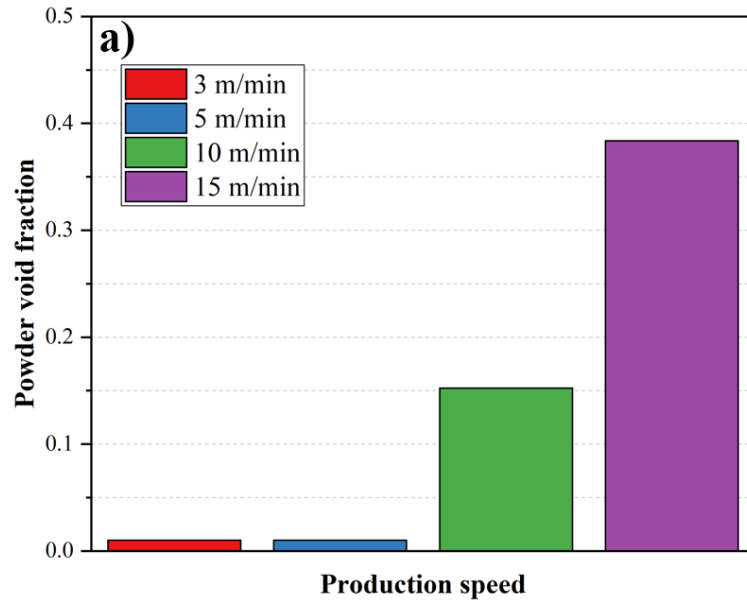 a)
3 m/min
5 m/min
10 m/min
15 m/min
Powder void fraction
0.5
0.4
0.3
0.2
0.1
0.0
Production speed